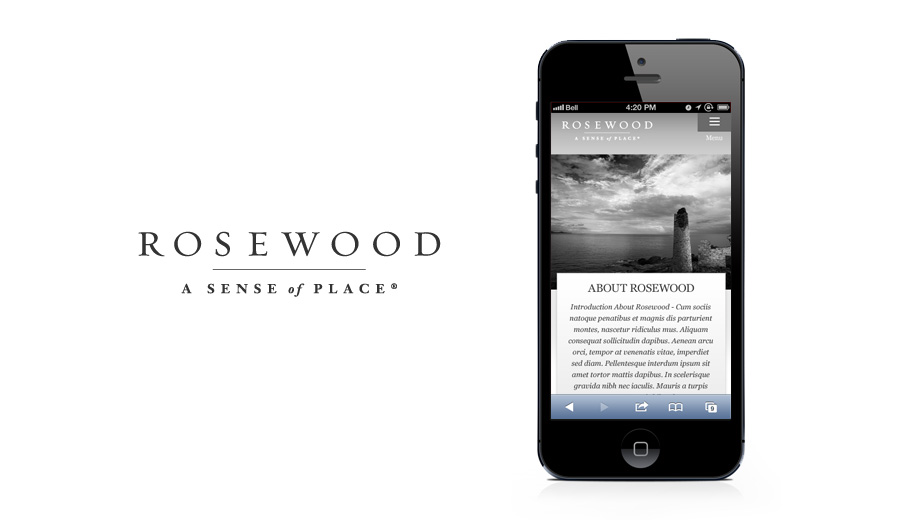 ROSEWOOD
A SENSE of PLACE®
Bell 4:20 PM
ROSEWOOD
A SENSE of PLACE®
Menu
ABOUT ROSEWOOD
Introduction About Rosewood - Cum sociis
natoque penatibus et magnis dis parturient
montes, nascetur ridiculus mus. Aliquam
consequat sollicitudin dapibus. Aenean arcu
orci, tempor at venenatis vitae, imperdiet
sed diam. Pellentesque interdum ipsum sit
amet tortor mattis dapibus. In scelerisque
gravida nibh nec iaculis. Mauris a turpis
9